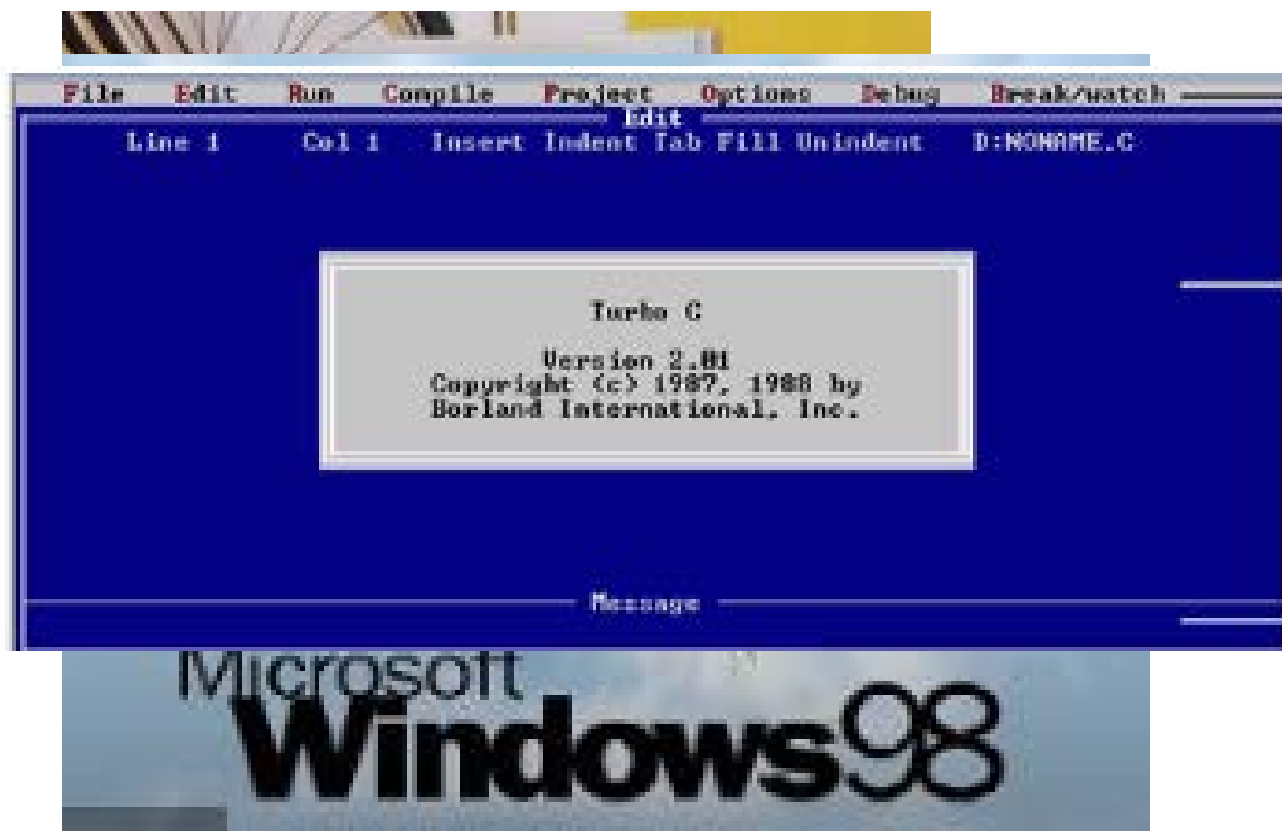 File Edit Run Compile Project Options Debug Break/watch
Edit
Line 1 Col 1 Insert Indent Tab Fill Unindent D:NONAME.C
Turbo C
Version 2.01
Copyright (c) 1987, 1988 by
Borland International, Inc.
Message
Microsoft
Windows98